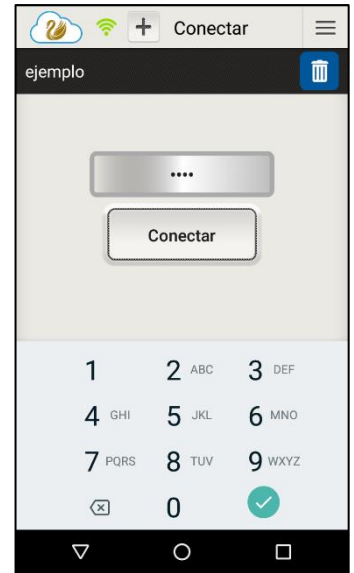 Conectar
ejemplo
••••
Conectar
1 2 ABC 3 DEF
4 GHI 5 JKL 6 MNO
7 PQRS 8 TUV 9 WXYZ
0